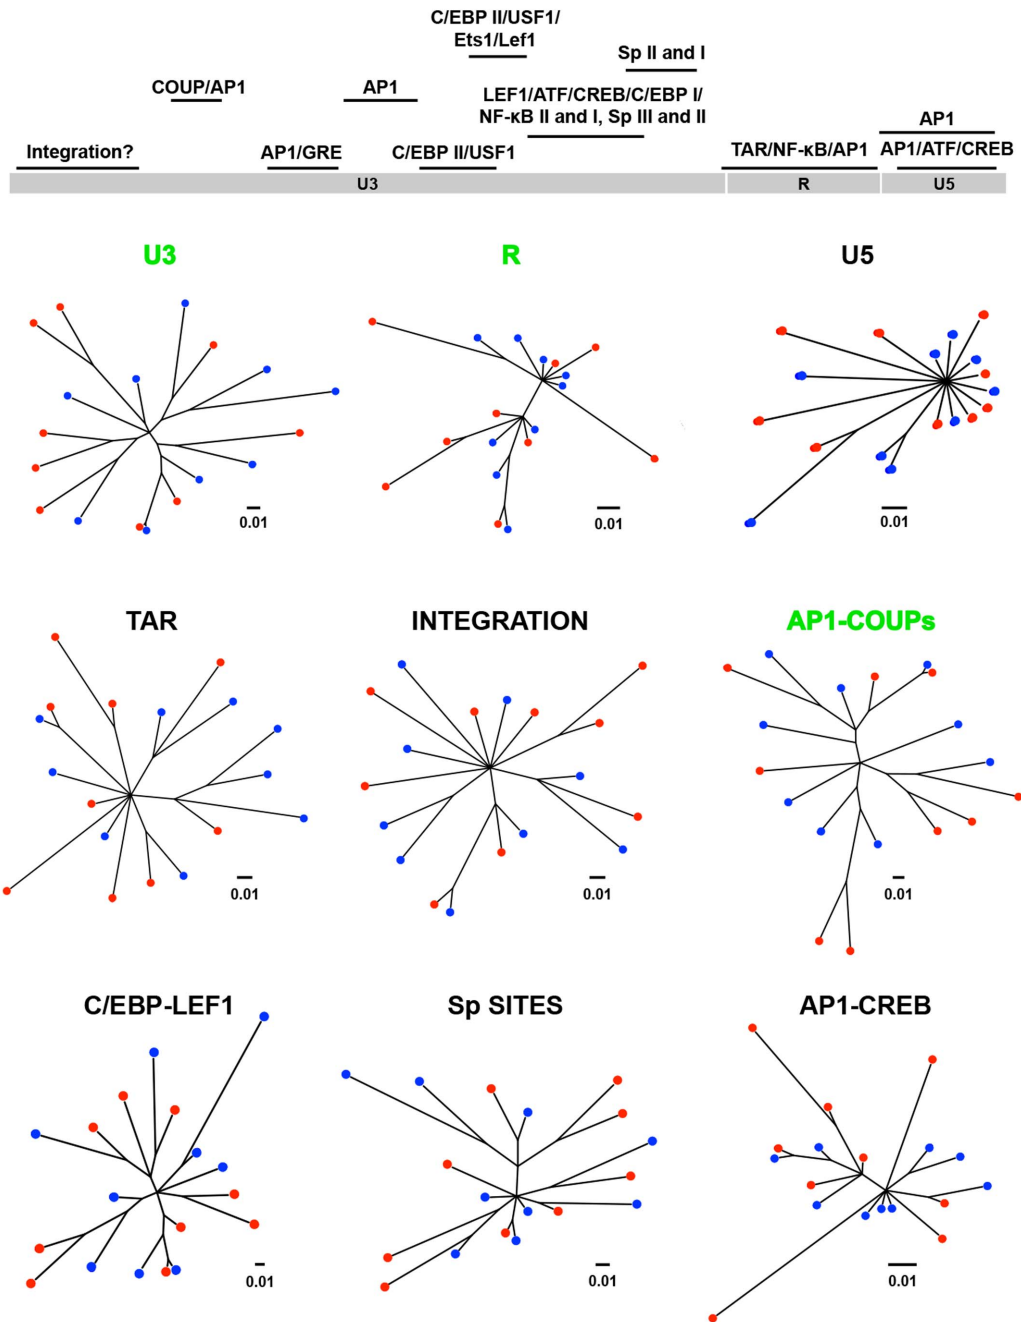 C/EBP II/USF1/
Ets1/Lef1
Sp II and I
COUP/AP1
AP1
LEF1/ATF/CREB/C/EBP I/
NF-κB II and I, Sp III and II
AP1
Integration?
AP1/GRE
C/EBP II/USF1
TAR/NF-κB/AP1
AP1/ATF/CREB
U3
R
U5
U3
R
U5
0.01
0.01
0.01
TAR
INTEGRATION
AP1-COUPs
0.01
0.01
0.01
C/EBP-LEF1
Sp SITES
AP1-CREB
0.01
0.01
0.01